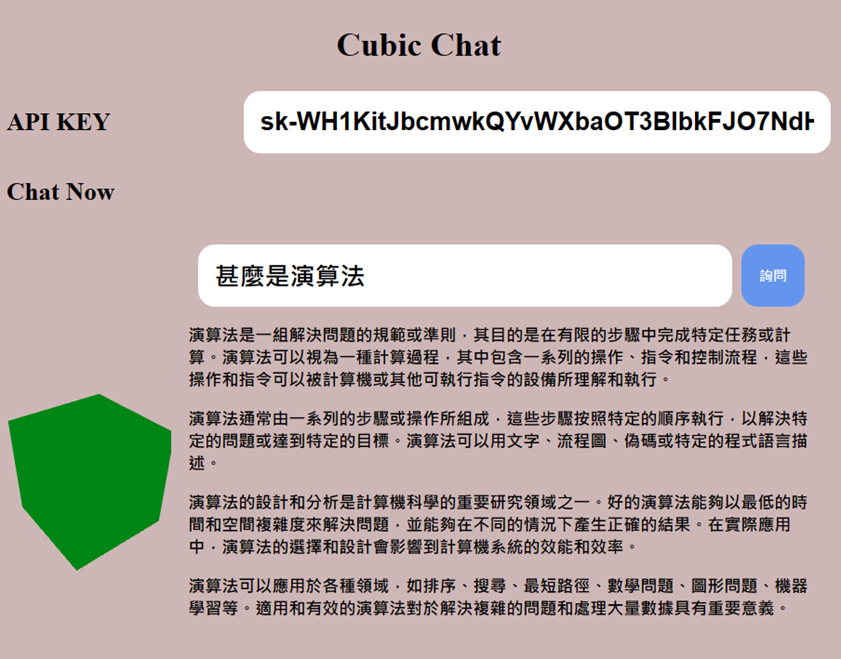 Cubic Chat
API KEY
sk-WH1KitJbcmwkQYvWXbaOT3BlbkFJO7Nd
Chat Now
甚麼是演算法
詢問
演算法是一組解決問題的規範或準則，其目的是在有限的步驟中完成特定任務或計
算。演算法可以視為一種計算過程，其中包含一系列的操作、指令和控制流程，這些
操作和指令可以被計算機或其他可執行指令的設備所理解和執行。
演算法通常由一系列的步驟或操作所組成，這些步驟按照特定的順序執行，以解決特
定的問題或達到特定的目標。演算法可以用文字、流程圖、偽碼或特定的程式語言描
述。
演算法的設計和分析是計算機科學的重要研究領域之一。好的演算法能夠以最低的時
間和空間複雜度來解決問題，並能夠在不同的情況下產生正確的結果。在實際應用
中，演算法的選擇和設計會影響到計算機系統的效能和效率。
演算法可以應用於各種領域，如排序、搜尋、最短路徑、數學問題、圖形問題、機器
學習等。適用和有效的演算法對於解決複雜的問題和處理大量數據具有重要意義。